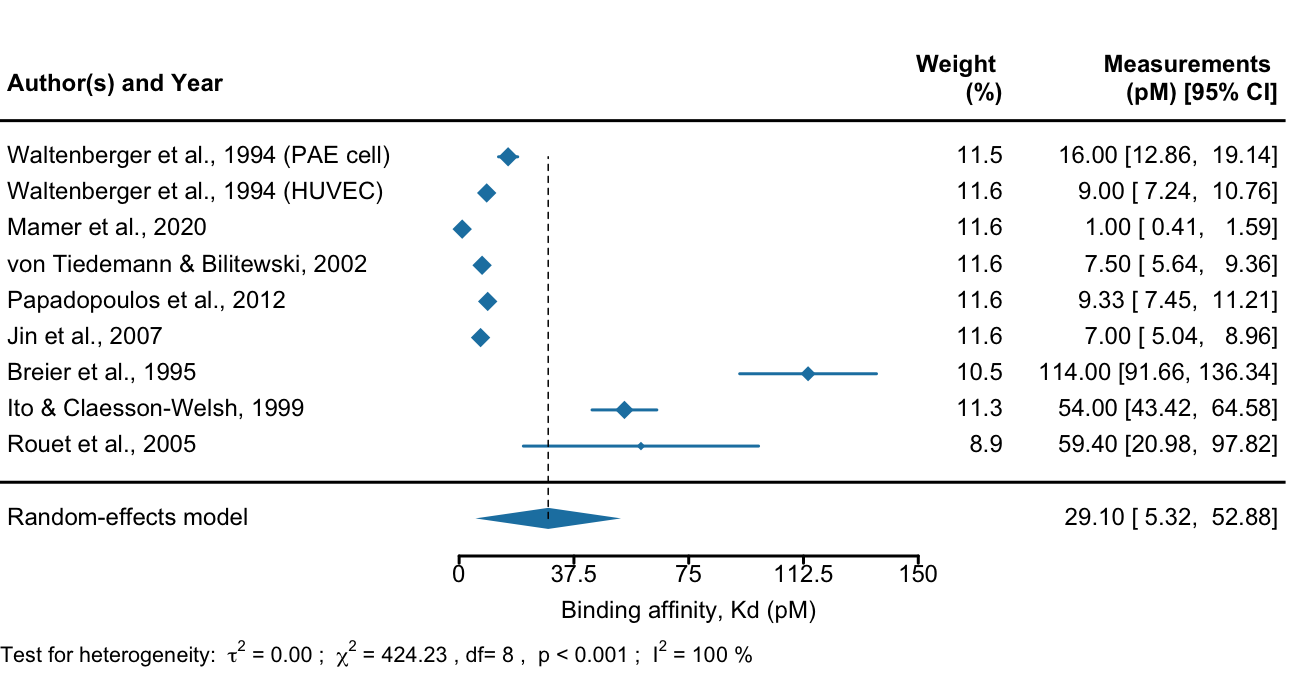 Author(s) and Year Weight (%) Measurements (pM) [95% CI]
Waltenberger et al., 1994 (PAE cell) 11.5 16.00 [12.86, 19.14]
Waltenberger et al., 1994 (HUVEC) 11.6 9.00 [ 7.24, 10.76]
Mamer et al., 2020 11.6 1.00 [ 0.41, 1.59]
von Tiedemann & Bilitewski, 2002 11.6 7.50 [ 5.64, 9.36]
Papadopoulos et al., 2012 11.6 9.33 [ 7.45, 11.21]
Jin et al., 2007 11.6 7.00 [ 5.04, 8.96]
Breier et al., 1995 10.5 114.00 [91.66, 136.34]
Ito & Claesson-Welsh, 1999 11.3 54.00 [43.42, 64.58]
Rouet et al., 2005 8.9 59.40 [20.98, 97.82]
Random-effects model 29.10 [ 5.32, 52.88]
0 37.5 75 112.5 150
Binding affinity, Kd (pM)
Test for heterogeneity: τ² = 0.00 ; χ² = 424.23 , df= 8 , p < 0.001 ; I² = 100 %